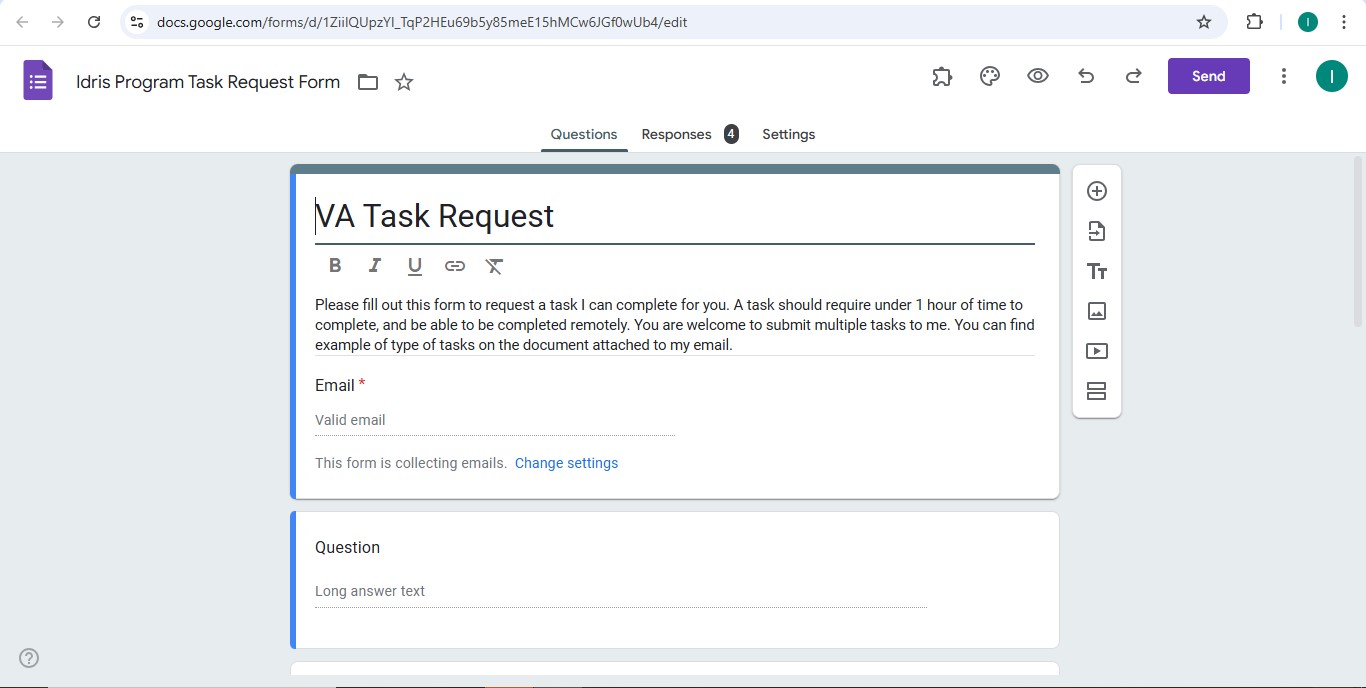 docs.google.com/forms/d/1ZiilQUpzYl_TqP2HEu69b5y85meE15hMCw6JGf0wUb4/edit
I
Idris Program Task Request Form
Send
I
Questions
Responses 4
Settings
VA Task Request
B I U
Please fill out this form to request a task I can complete for you. A task should require under 1 hour of time to
complete, and be able to be completed remotely. You are welcome to submit multiple tasks to me. You can find
example of type of tasks on the document attached to my email.
Email *
Valid email
This form is collecting emails. Change settings
Question
Long answer text